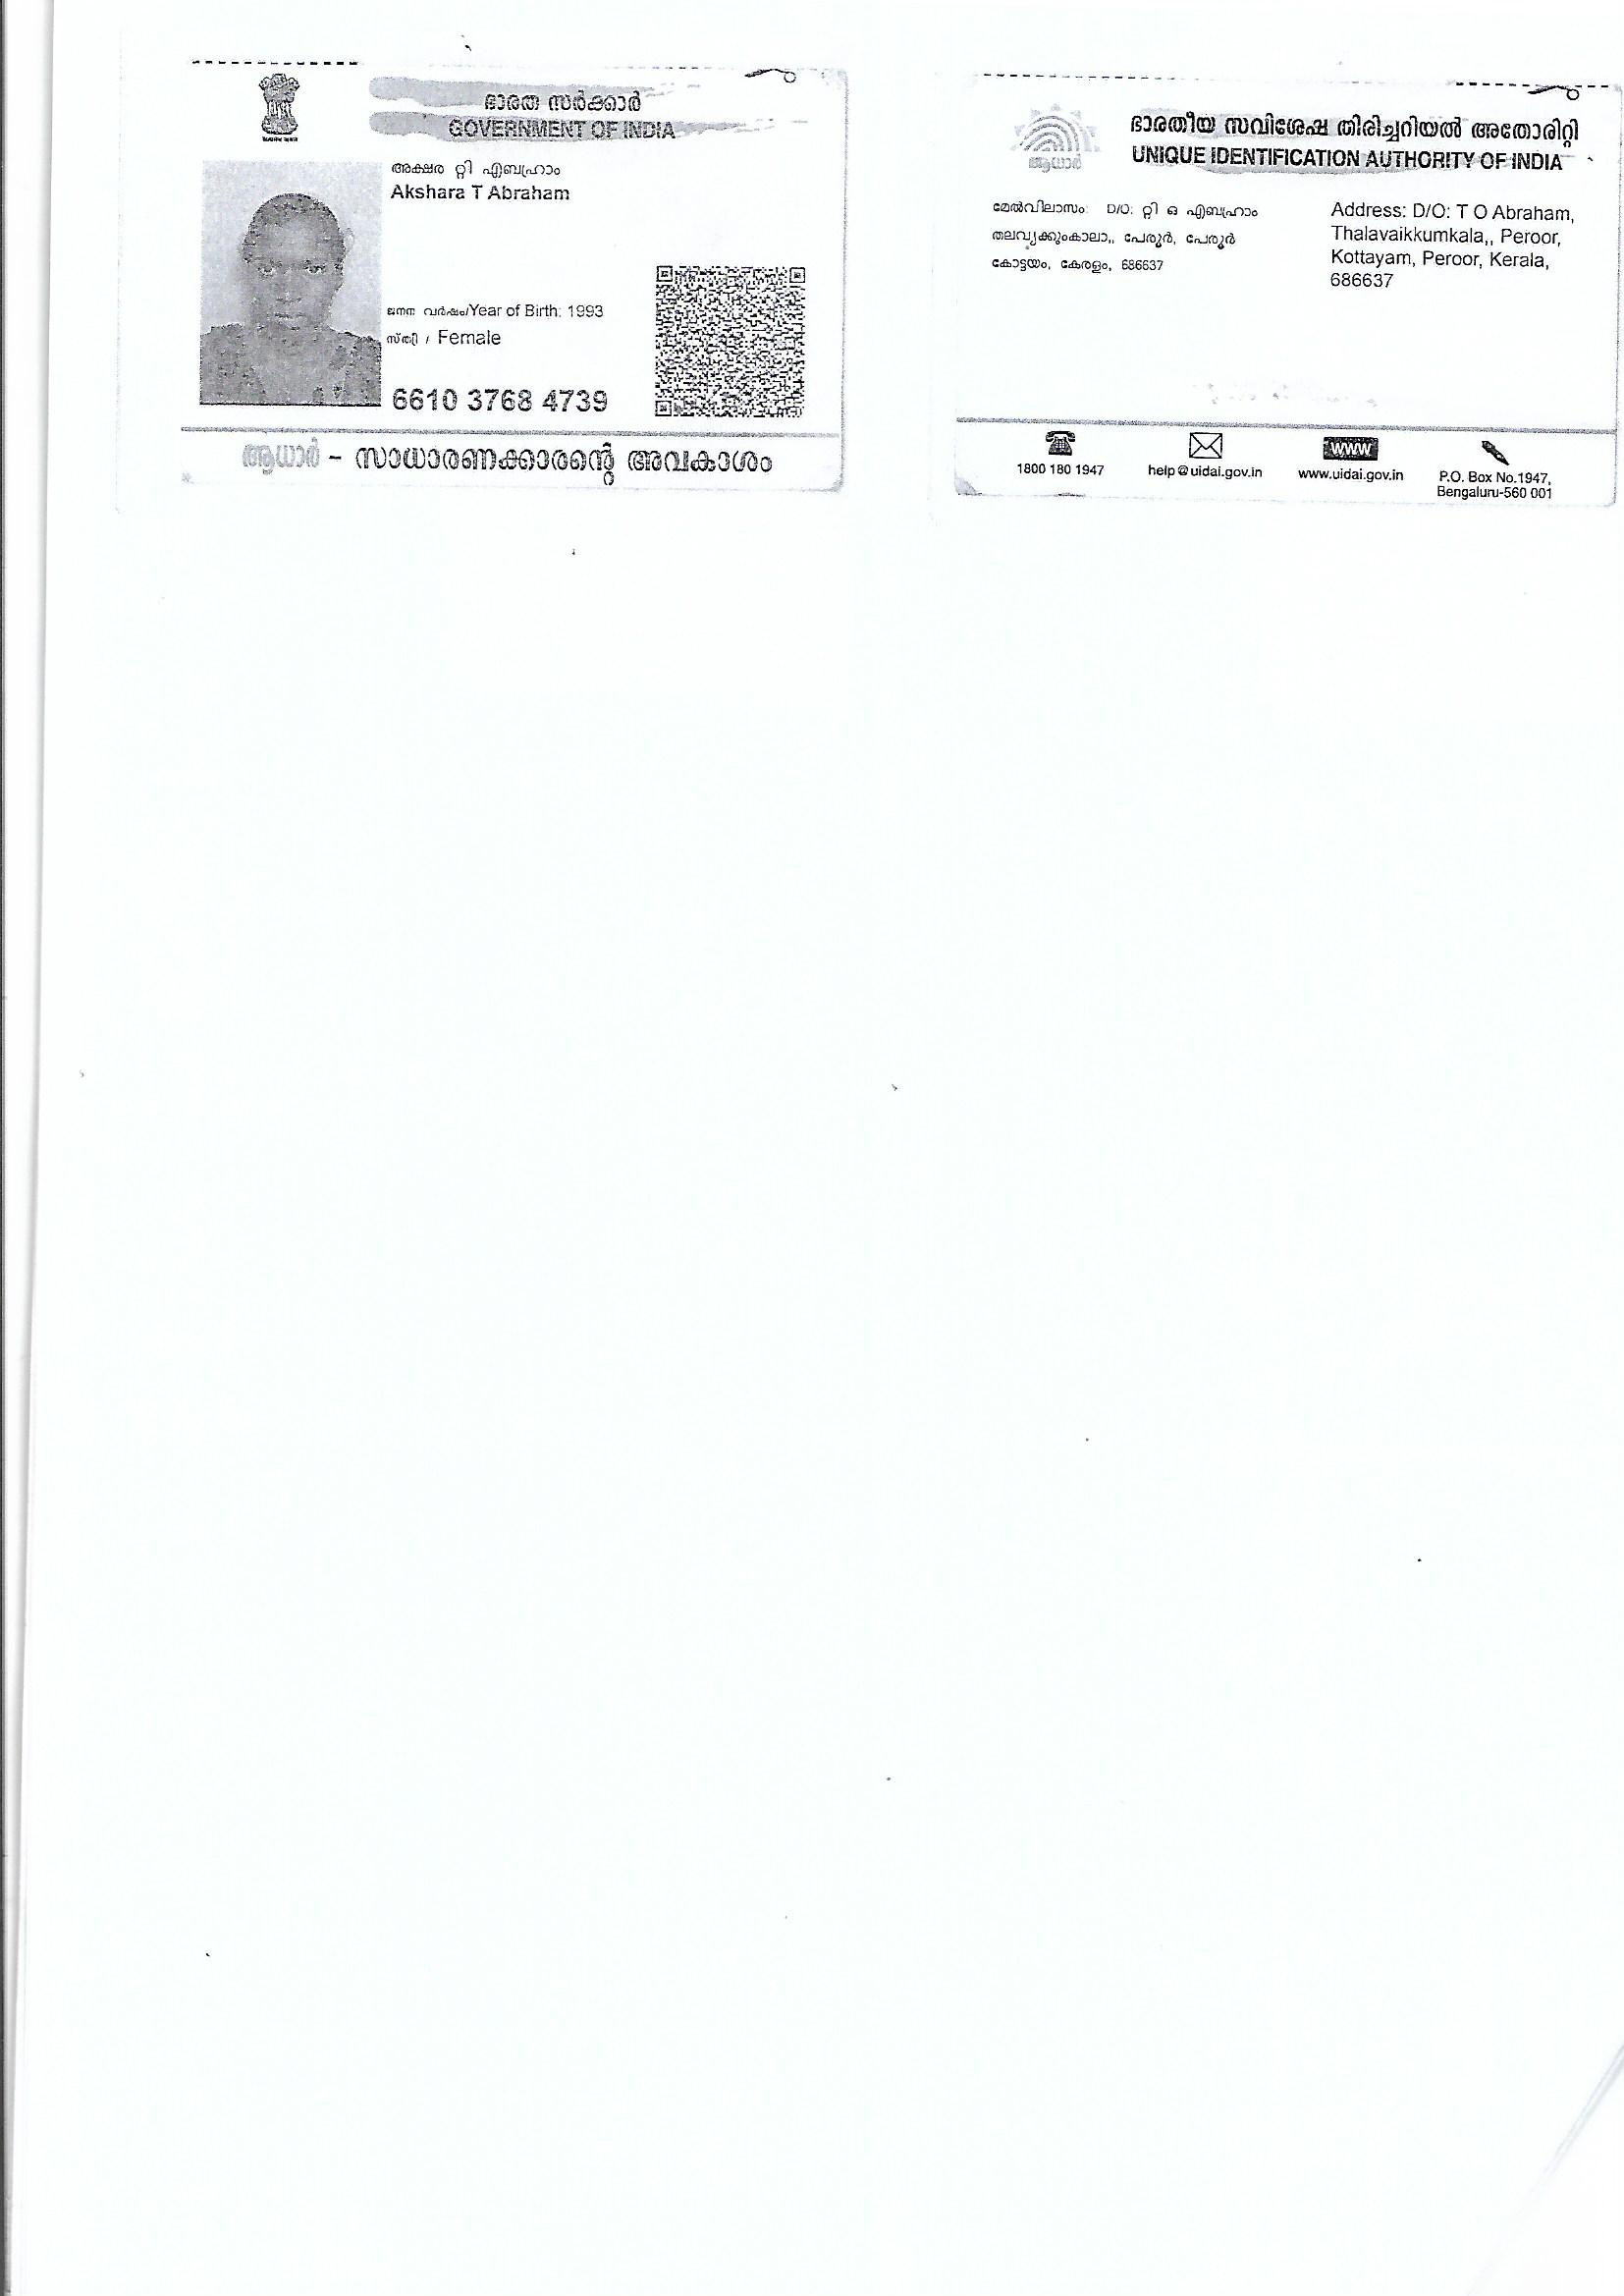 ഭാരത സർക്കാർ
GOVERNMENT OF INDIA
അക്ഷര റ്റി എബ്രഹാം
Akshara T Abraham
ജനന വർഷം/Year of Birth: 1993
സ്ത്രീ / Female
6610 3768 4739
ആധാർ - സാധാരണക്കാരന്റെ അവകാശം
ഭാരതീയ സവിശേഷ തിരിച്ചറിയൽ അതോരിറ്റി
UNIQUE IDENTIFICATION AUTHORITY OF INDIA
ആധാർ
മേൽവിലാസം: D/O: റ്റി ഒ എബ്രഹാം
തലവൃക്കുംകാലാ,, പേരൂർ, പേരൂർ
കോട്ടയം, കേരളം, 686637
Address: D/O: T O Abraham,
Thalavaikkumkala,, Peroor,
Kottayam, Peroor, Kerala,
686637
1800 180 1947
help@uidai.gov.in
www
www.uidai.gov.in
P.O. Box No.1947,
Bengaluru-560 001